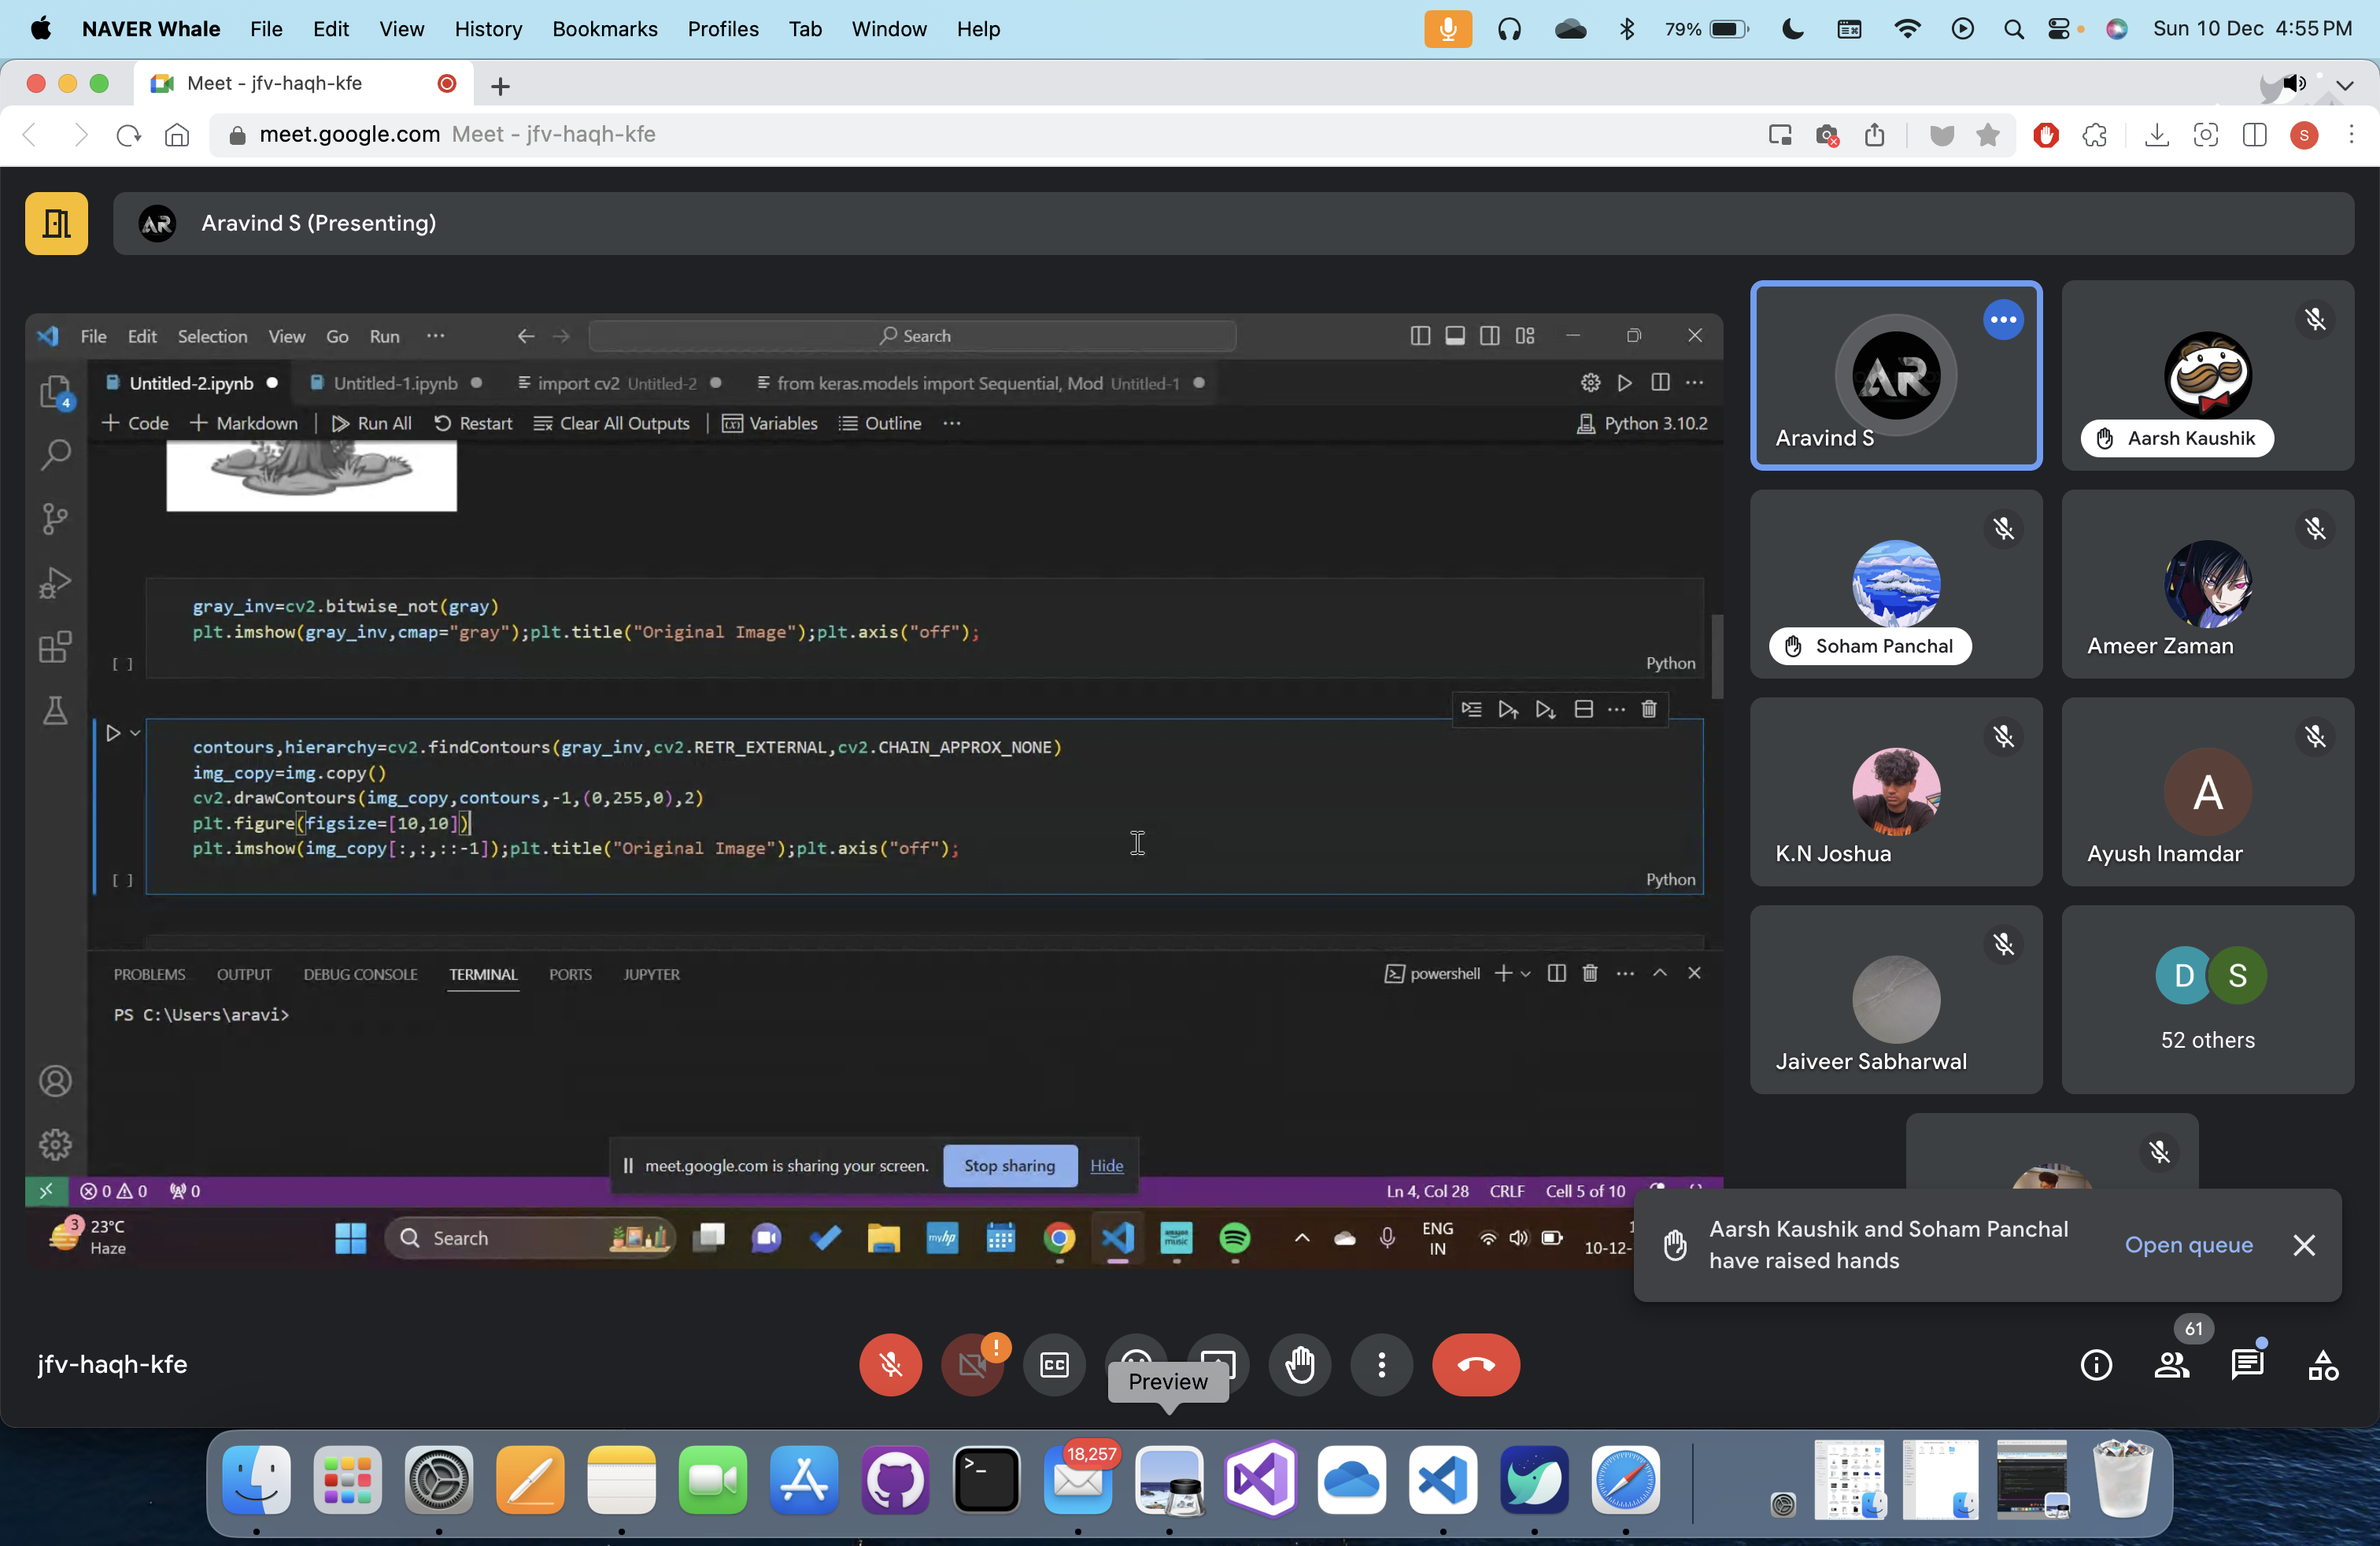 NAVER Whale File Edit View History Bookmarks Profiles Tab Window Help 79% Sun 10 Dec 4:55 PM
Meet - jfv-haqh-kfe
meet.google.com Meet - jfv-haqh-kfe S
AR Aravind S (Presenting)
File Edit Selection View Go Run ··· Search
4 Untitled-2.ipynb Untitled-1.ipynb import cv2 Untitled-2 from keras.models import Sequential, Mod Untitled-1
+ Code + Markdown Run All Restart Clear All Outputs Variables Outline ··· Python 3.10.2
gray_inv=cv2.bitwise_not(gray)
plt.imshow(gray_inv,cmap="gray");plt.title("Original Image");plt.axis("off");
[ ] Python
contours,hierarchy=cv2.findContours(gray_inv,cv2.RETR_EXTERNAL,cv2.CHAIN_APPROX_NONE)
img_copy=img.copy()
cv2.drawContours(img_copy,contours,-1,(0,255,0),2)
plt.figure(figsize=[10,10])
plt.imshow(img_copy[:,:,::-1]);plt.title("Original Image");plt.axis("off");
[ ] Python
PROBLEMS OUTPUT DEBUG CONSOLE TERMINAL PORTS JUPYTER powershell
PS C:\Users\aravi>
meet.google.com is sharing your screen. Stop sharing Hide
0 0 0 Ln 4, Col 28 CRLF Cell 5 of 10
3 23°C
Haze
Search
myhp
amazon music
ENG
IN
10-12-
AR
Aravind S
Aarsh Kaushik
Soham Panchal
Ameer Zaman
K.N Joshua
A
Ayush Inamdar
Jaiveer Sabharwal
D S
52 others
Aarsh Kaushik and Soham Panchal
have raised hands
Open queue
jfv-haqh-kfe
CC
!
61
Preview
18,257